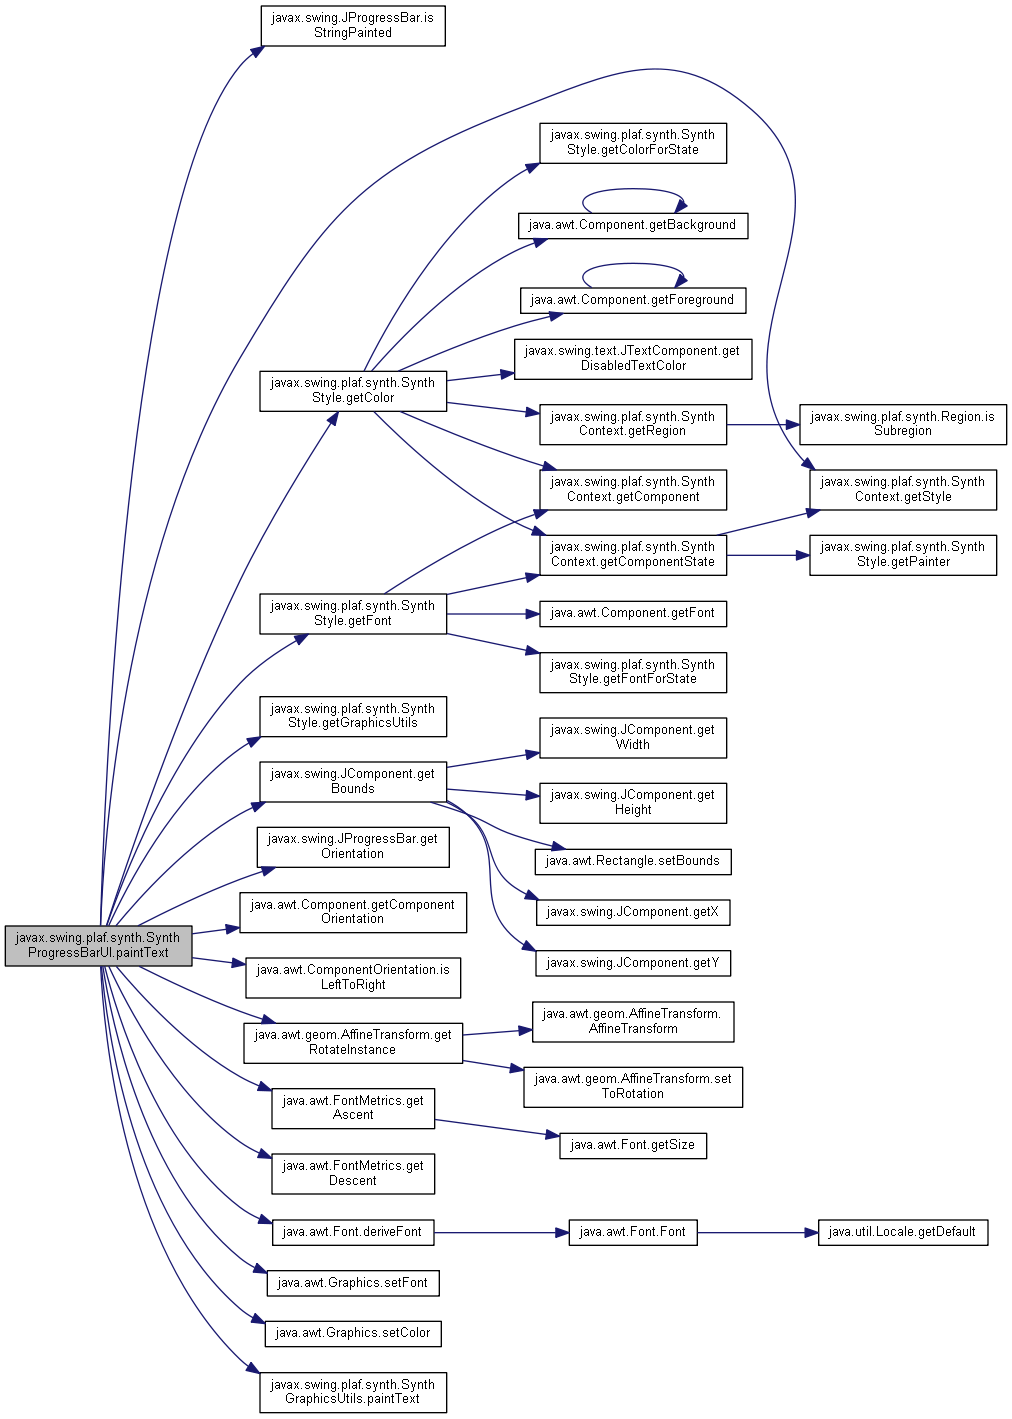 javax.swing.JProgressBar.is
StringPainted
javax.swing.plaf.synth.Synth
Style.getColorForState
java.awt.Component.getBackground
java.awt.Component.getForeground
javax.swing.text.JTextComponent.get
DisabledTextColor
javax.swing.plaf.synth.Synth
Style.getColor
javax.swing.plaf.synth.Synth
Context.getRegion
javax.swing.plaf.synth.Region.is
Subregion
javax.swing.plaf.synth.Synth
Context.getComponent
javax.swing.plaf.synth.Synth
Context.getStyle
javax.swing.plaf.synth.Synth
Context.getComponentState
javax.swing.plaf.synth.Synth
Style.getPainter
javax.swing.plaf.synth.Synth
Style.getFont
java.awt.Component.getFont
javax.swing.plaf.synth.Synth
Style.getFontForState
javax.swing.plaf.synth.Synth
Style.getGraphicsUtils
javax.swing.JComponent.get
Width
javax.swing.JComponent.get
Bounds
javax.swing.JComponent.get
Height
javax.swing.JProgressBar.get
Orientation
java.awt.Rectangle.setBounds
java.awt.Component.getComponent
Orientation
javax.swing.JComponent.getX
javax.swing.plaf.synth.Synth
ProgressBarUI.paintText
javax.swing.JComponent.getY
java.awt.ComponentOrientation.is
LeftToRight
java.awt.geom.AffineTransform.
AffineTransform
java.awt.geom.AffineTransform.get
RotateInstance
java.awt.geom.AffineTransform.set
ToRotation
java.awt.FontMetrics.get
Ascent
java.awt.Font.getSize
java.awt.FontMetrics.get
Descent
java.awt.Font.deriveFont
java.awt.Font.Font
java.util.Locale.getDefault
java.awt.Graphics.setFont
java.awt.Graphics.setColor
javax.swing.plaf.synth.Synth
GraphicsUtils.paintText